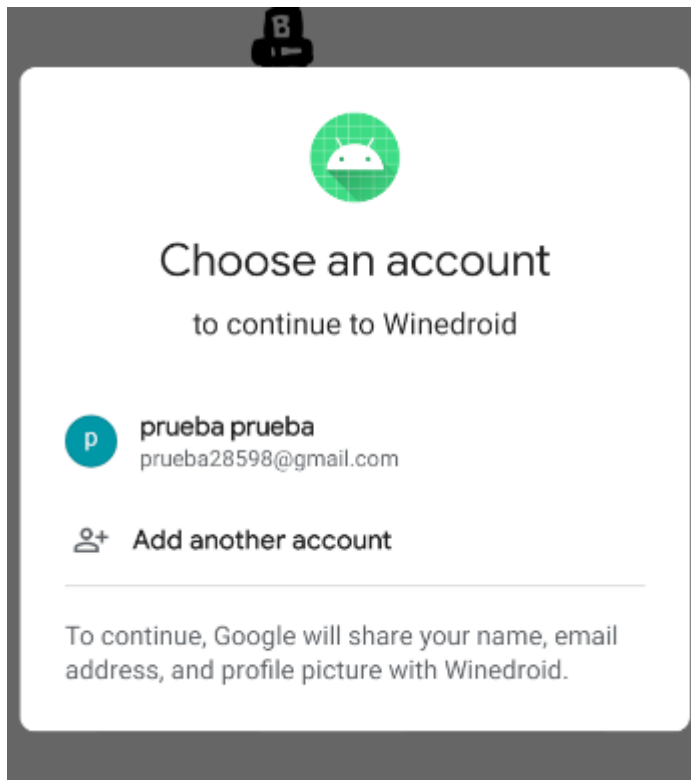 B
Choose an account
to continue to Winedroid
p
prueba prueba
prueba28598@gmail.com
Add another account
To continue, Google will share your name, email
address, and profile picture with Winedroid.